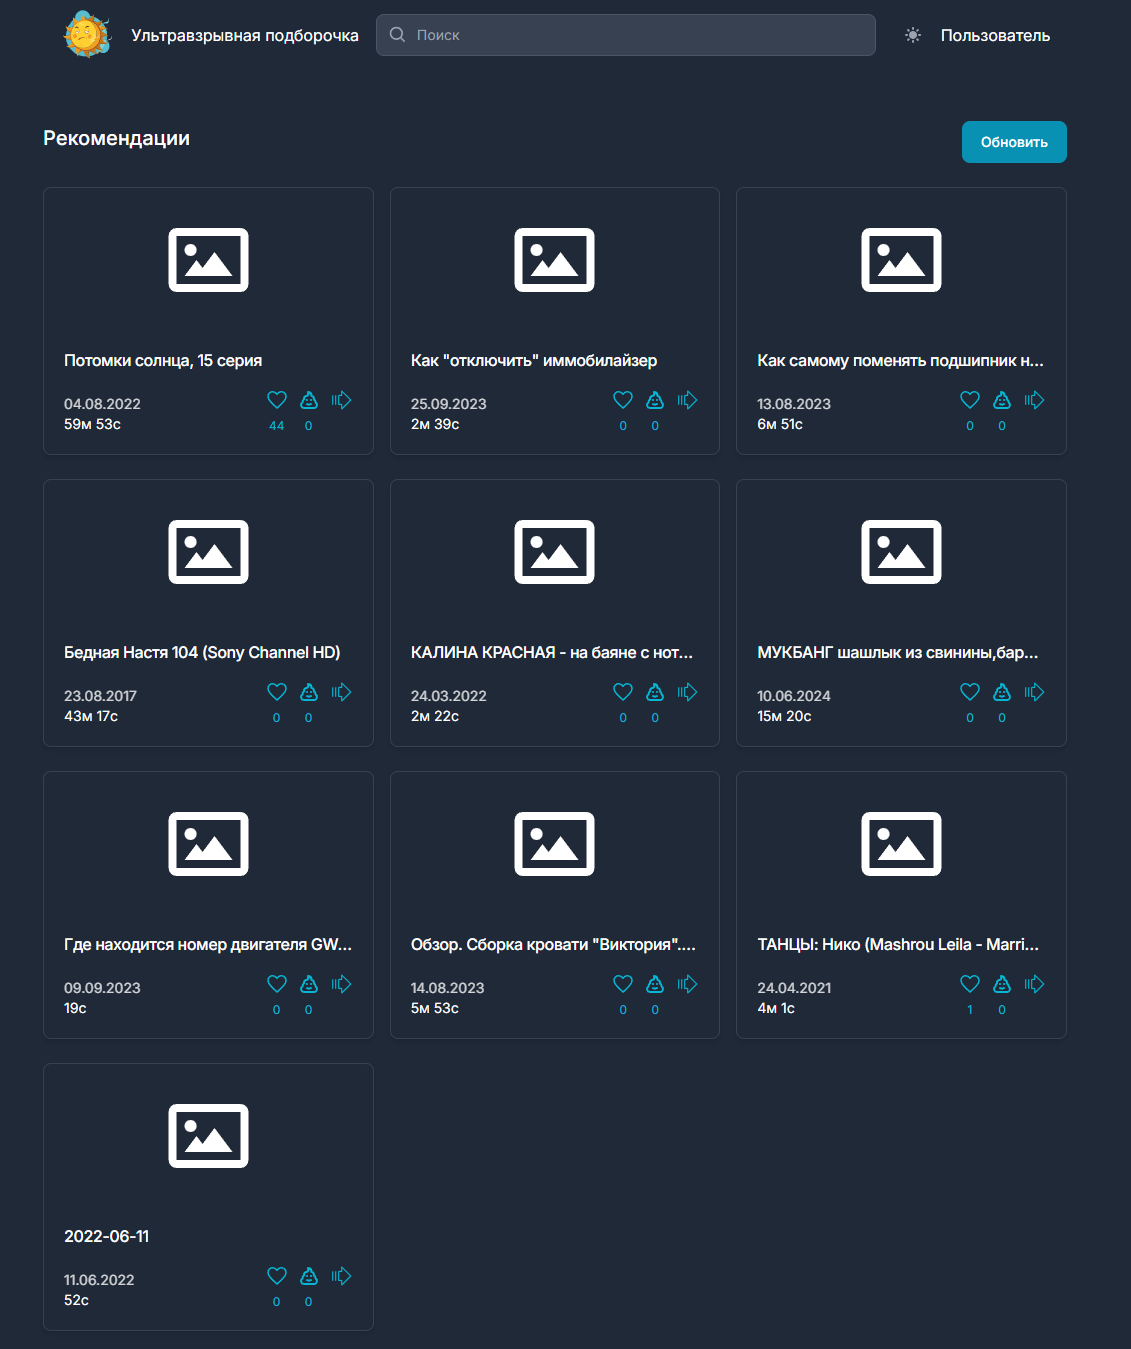 Ультравзрывная подборочка
Поиск
Пользователь
Рекомендации
Обновить
Потомки солнца, 15 серия
04.08.2022
59м 53с
44 0
Как "отключить" иммобилайзер
25.09.2023
2м 39с
0 0
Как самому поменять подшипник н...
13.08.2023
6м 51с
0 0
Бедная Настя 104 (Sony Channel HD)
23.08.2017
43м 17с
0 0
КАЛИНА КРАСНАЯ - на баяне с нот...
24.03.2022
2м 22с
0 0
МУКБАНГ шашлык из свинины,бар...
10.06.2024
15м 20с
0 0
Где находится номер двигателя GW...
09.09.2023
19с
0 0
Обзор. Сборка кровати "Виктория"....
14.08.2023
5м 53с
0 0
ТАНЦЫ: Нико (Mashrou Leila - Marri...
24.04.2021
4м 1с
1 0
2022-06-11
11.06.2022
52с
0 0